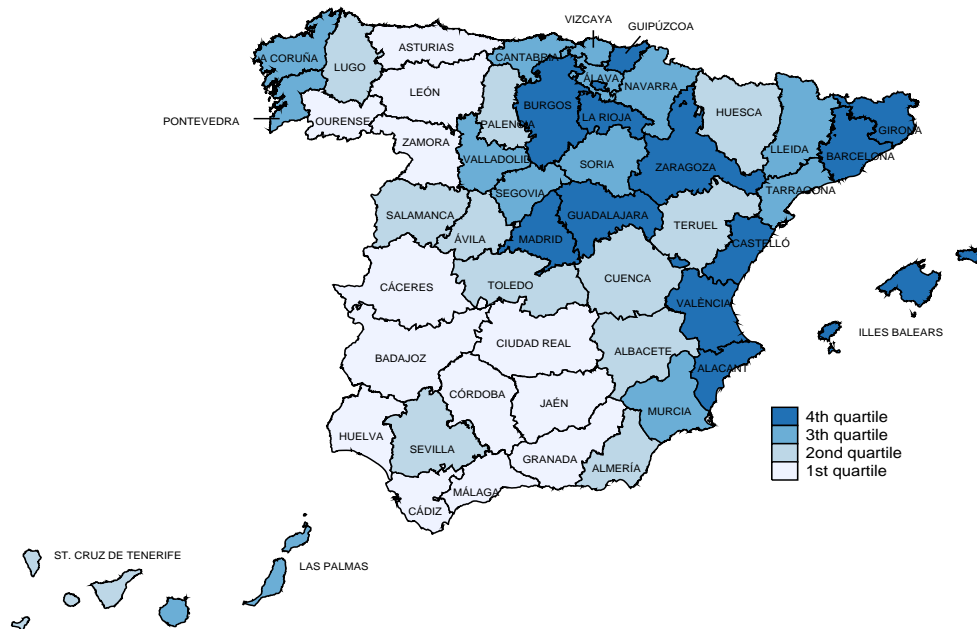 VIZCAYA
GUIPÚZCOA
ASTURIAS
CANTABRIA
A CORUÑA
LUGO
ÁLAVA
NAVARRA
LEÓN
BURGOS
HUESCA
PONTEVEDRA
OURENSE
PALENCIA
LA RIOJA
GIRONA
ZAMORA
LLEIDA
BARCELONA
VALLADOLID
SORIA
ZARAGOZA
SEGOVIA
TARRAGONA
SALAMANCA
GUADALAJARA
TERUEL
ÁVILA
MADRID
CASTELLÓ
CUENCA
CÁCERES
TOLEDO
VALÈNCIA
ILLES BALEARS
CIUDAD REAL
ALBACETE
BADAJOZ
ALACANT
CÓRDOBA
JAÉN
MURCIA
4th quartile
3th quartile
2ond quartile
1st quartile
HUELVA
SEVILLA
GRANADA
ALMERÍA
MÁLAGA
CÁDIZ
ST. CRUZ DE TENERIFE
LAS PALMAS